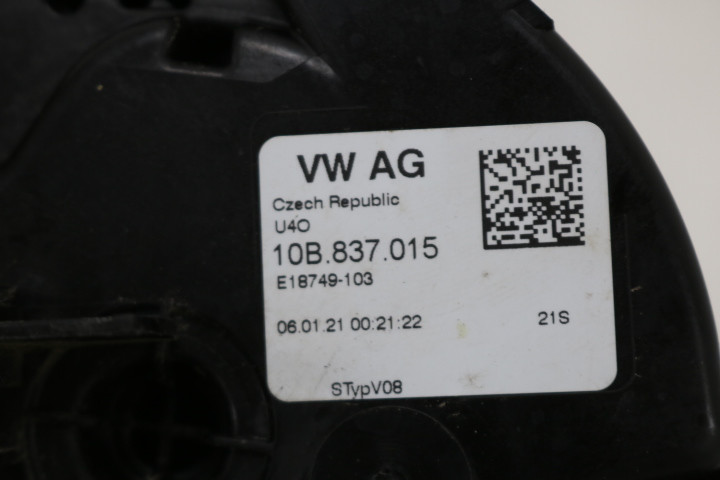 VW AG
Czech Republic
U4O
10B.837.015
E18749-103
06.01.21 00:21:22 21S
STypV08